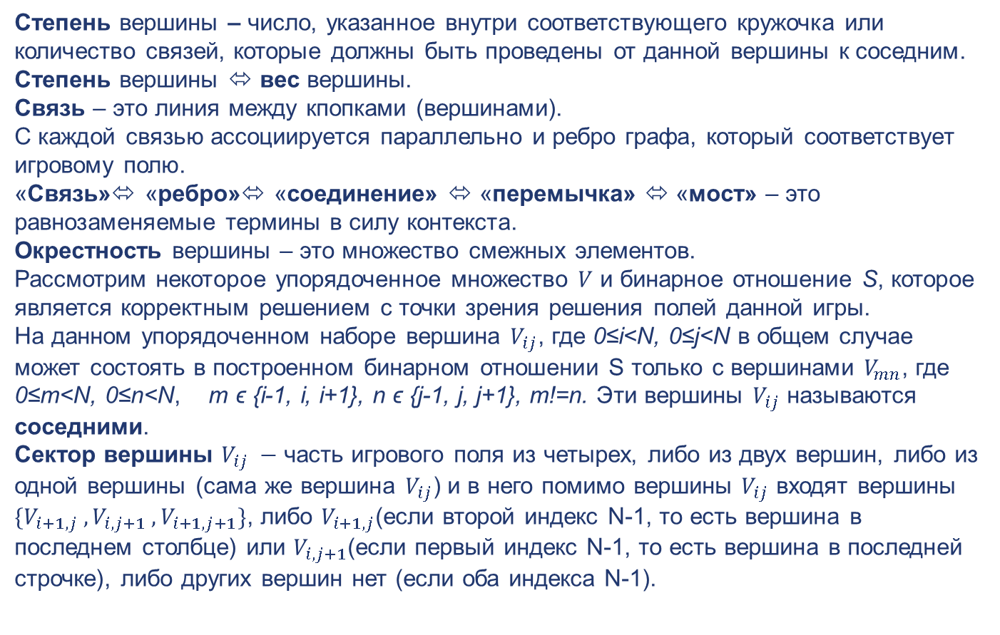 Степень вершины – число, указанное внутри соответствующего кружочка или
количество связей, которые должны быть проведены от данной вершины к соседним.
Степень вершины ⬄ вес вершины.
Связь – это линия между кпопками (вершинами).
С каждой связью ассоциируется параллельно и ребро графа, который соответствует
игровому полю.
«Связь»⬄ «ребро»⬄ «соединение» ⬄ «перемычка» ⬄ «мост» – это
равнозаменяемые термины в силу контекста.
Окрестность вершины – это множество смежных элементов.
Рассмотрим некоторое упорядоченное множество V и бинарное отношение S, которое
является корректным решением с точки зрения решения полей данной игры.
На данном упорядоченном наборе вершина V_{ij}, где 0≤i<N, 0≤j<N в общем случае
может состоять в построенном бинарном отношении S только с вершинами V_{mn}, где
0≤m<N, 0≤n<N, m ϵ {i-1, i, i+1}, n ϵ {j-1, j, j+1}, m!=n. Эти вершины V_{ij} называются
соседними.
Сектор вершины V_{ij} – часть игрового поля из четырех, либо из двух вершин, либо из
одной вершины (сама же вершина V_{ij}) и в него помимо вершины V_{ij} входят вершины
{V_{i+1,j} ,V_{i,j+1} ,V_{i+1,j+1}}, либо V_{i+1,j}(если второй индекс N-1, то есть вершина в
последнем столбце) или V_{i,j+1}(если первый индекс N-1, то есть вершина в последней
строчке), либо других вершин нет (если оба индекса N-1).